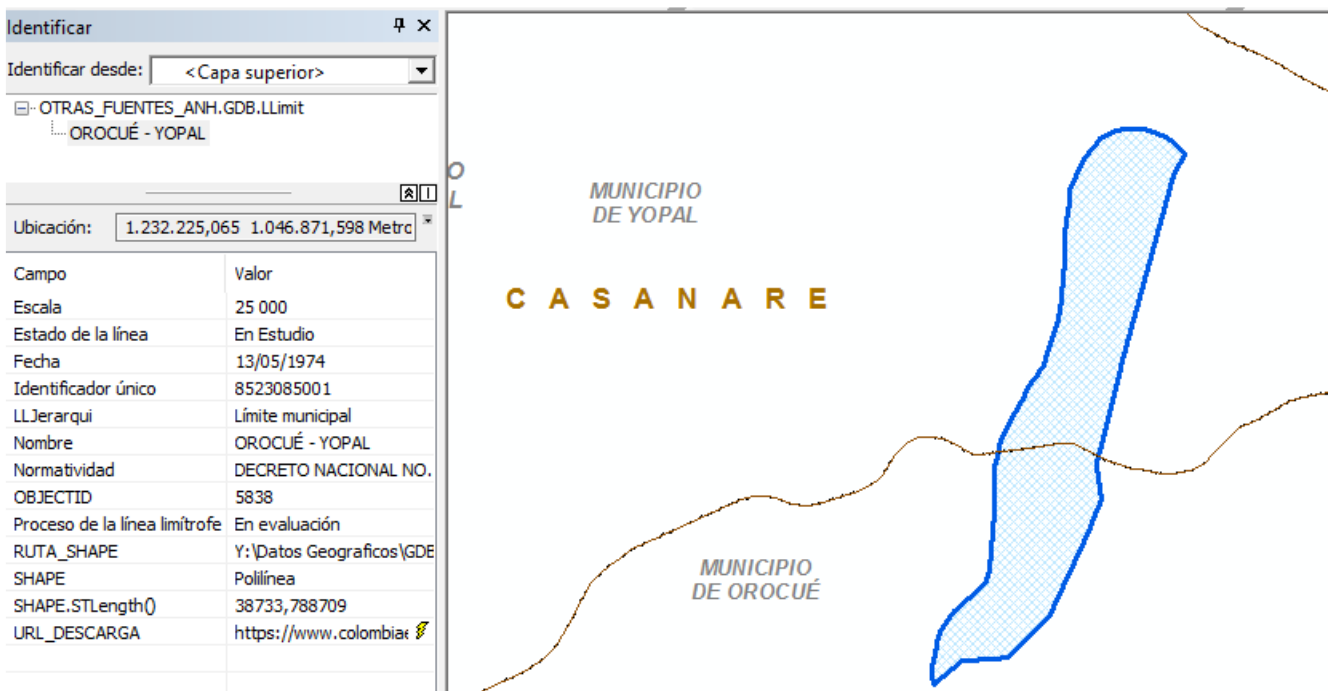 Identificar
Identificar desde: <Capa superior>
OTRAS_FUENTES_ANH.GDB.LLimit
OROCUÉ - YOPAL
Ubicación: 1.232.225,065 1.046.871,598 Metro
Campo Valor
Escala 25 000
Estado de la línea En Estudio
Fecha 13/05/1974
Identificador único 8523085001
LLJerarqui Límite municipal
Nombre OROCUÉ - YOPAL
Normatividad DECRETO NACIONAL NO.
OBJECTID 5838
Proceso de la línea limítrofe En evaluación
RUTA_SHAPE Y:\Datos Geograficos\GDE
SHAPE Polilínea
SHAPE.STLength() 38733,788709
URL_DESCARGA https://www.colombiae
O
L
MUNICIPIO
DE YOPAL
CASANARE
MUNICIPIO
DE OROCUÉ